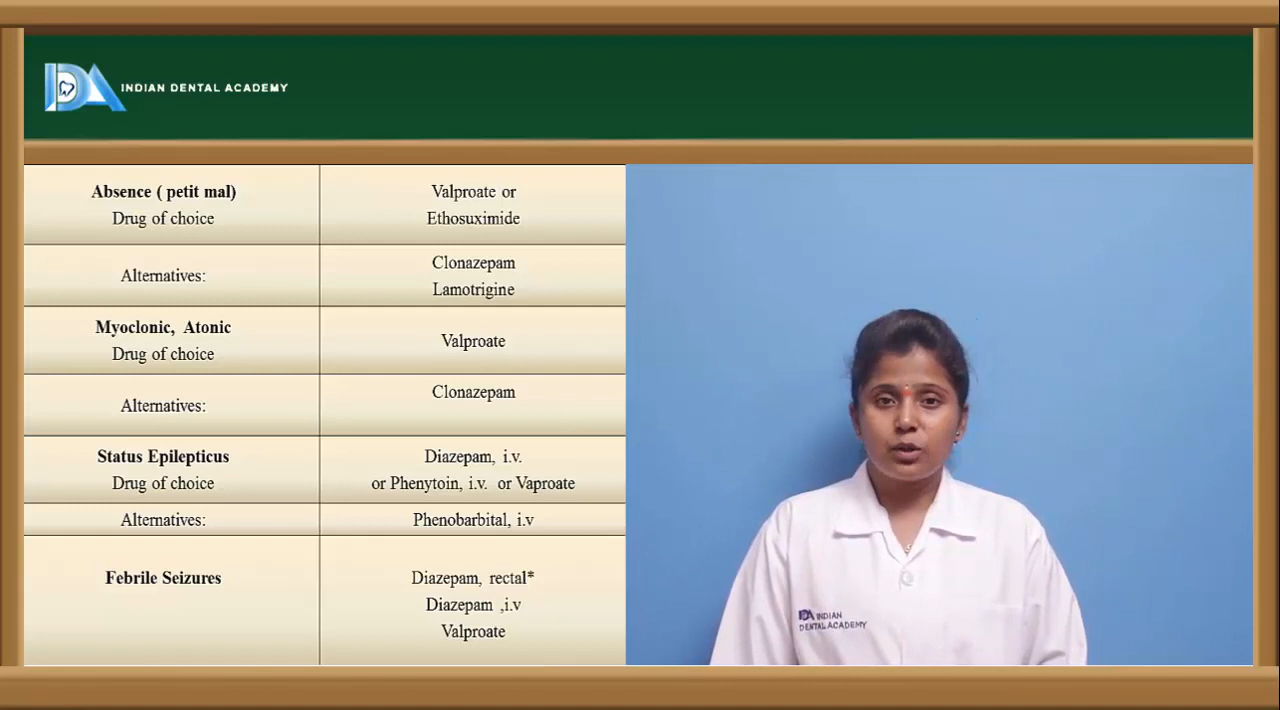 INDIAN DENTAL ACADEMY
Absence ( petit mal)
Drug of choice
Valproate or
Ethosuximide
Alternatives:
Clonazepam
Lamotrigine
Myoclonic, Atonic
Drug of choice
Valproate
Alternatives:
Clonazepam
Status Epilepticus
Drug of choice
Diazepam, i.v.
or Phenytoin, i.v. or Vaproate
Alternatives:
Phenobarbital, i.v
Febrile Seizures
Diazepam, rectal*
Diazepam ,i.v
Valproate
IDA INDIAN
DENTAL ACADEMY